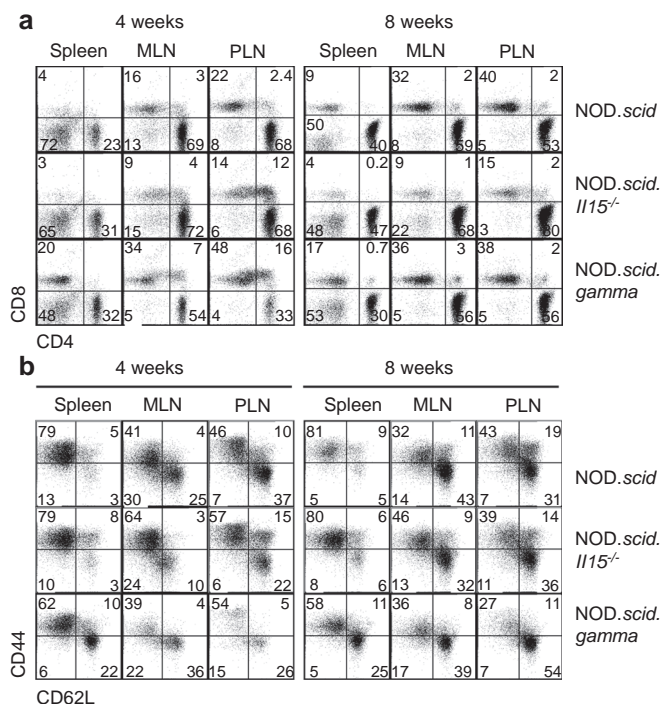 a
4 weeks 8 weeks
Spleen MLN PLN Spleen MLN PLN
4 16 3 22 2.4 9 32 2 40 2
NOD.scid
50
72 23 13 69 8 68 40 8 59 5 53
3 9 4 14 12 4 0.2 9 1 15 2
NOD.scid.
Il15-/-
65 31 15 72 6 68 48 47 22 68 3 80
20 34 7 48 16 17 0.7 36 3 38 2
NOD.scid.
gamma
48 32 5 54 4 33 53 30 5 56 5 56
CD8
CD4
b
4 weeks 8 weeks
Spleen MLN PLN Spleen MLN PLN
79 5 41 4 46 10 81 9 32 11 43 19
NOD.scid
13 3 30 25 7 37 5 5 14 43 7 31
79 8 64 3 57 15 80 6 46 9 39 14
NOD.scid.
Il15-/-
10 3 24 10 6 22 8 6 13 32 11 36
62 10 39 4 54 5 58 11 36 8 27 11
NOD.scid.
gamma
6 22 22 36 15 26 5 25 17 39 7 54
CD44
CD62L